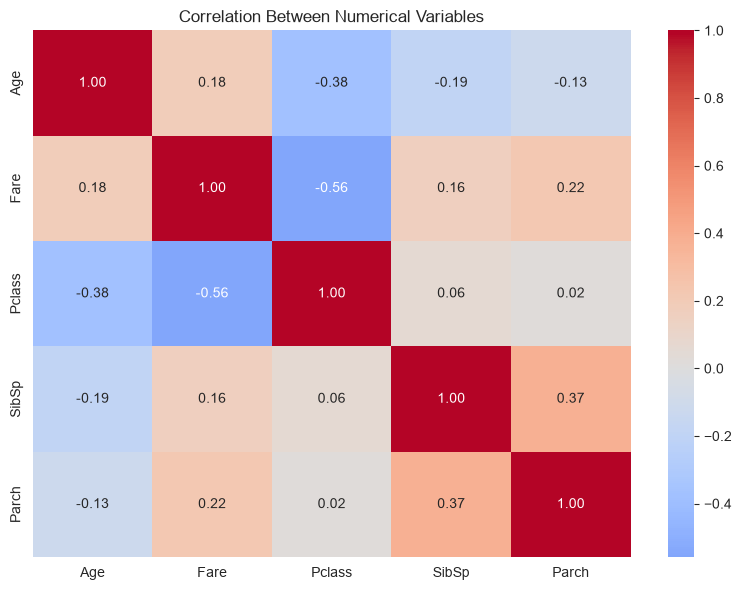 Correlation Between Numerical Variables
Age 1.00 0.18 -0.38 -0.19 -0.13
Fare 0.18 1.00 -0.56 0.16 0.22
Pclass -0.38 -0.56 1.00 0.06 0.02
SibSp -0.19 0.16 0.06 1.00 0.37
Parch -0.13 0.22 0.02 0.37 1.00
Age Fare Pclass SibSp Parch
1.0
0.8
0.6
0.4
0.2
0.0
−0.2
−0.4